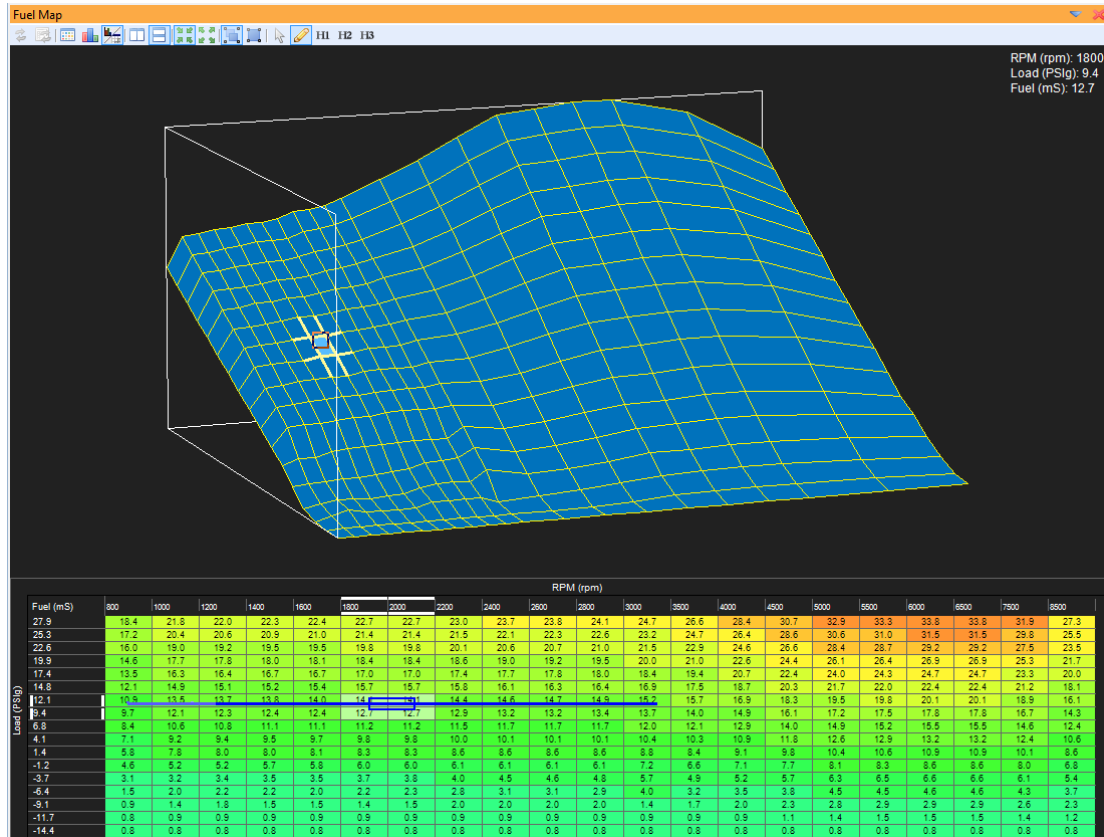 Fuel Map
H1 H2 H3
RPM (rpm): 1800
Load (PSIg): 9.4
Fuel (mS): 12.7
RPM (rpm)
Fuel (mS) 800 1000 1200 1400 1600 1800 2000 2200 2400 2600 2800 3000 3500 4000 4500 5000 5500 6000 6500 7500 8500
Load (PSIg)
27.9 18.4 21.8 22.0 22.3 22.4 22.7 22.7 23.0 23.7 23.8 24.1 24.7 26.6 28.4 30.7 32.9 33.3 33.8 33.8 31.9 27.3
25.3 17.2 20.4 20.6 20.9 21.0 21.4 21.4 21.5 22.1 22.3 22.6 23.2 24.7 26.4 28.6 30.6 31.0 31.5 31.5 29.8 25.5
22.6 16.0 19.0 19.2 19.5 19.5 19.8 19.8 20.1 20.6 20.7 21.0 21.5 22.9 24.6 26.6 28.4 28.7 29.2 29.2 27.5 23.5
19.9 14.6 17.7 17.8 18.0 18.1 18.4 18.4 18.6 19.0 19.2 19.5 20.0 21.0 22.6 24.4 26.1 26.4 26.9 26.9 25.3 21.7
17.4 13.5 16.3 16.4 16.7 16.7 17.0 17.0 17.4 17.7 17.8 18.0 18.4 19.4 20.7 22.4 24.0 24.3 24.7 24.7 23.3 20.0
14.8 12.1 14.9 15.1 15.2 15.4 15.7 15.7 15.8 16.1 16.3 16.4 16.9 17.5 18.7 20.3 21.7 22.0 22.4 22.4 21.2 18.1
12.1 10.9 13.5 13.7 13.8 14.0 14.4 14.6 14.7 14.9 15.2 15.7 16.9 18.3 19.5 19.8 20.1 20.1 18.9 16.1
9.4 9.7 12.1 12.3 12.4 12.4 12.7 12.7 12.9 13.2 13.2 13.4 13.7 14.0 14.9 16.1 17.2 17.5 17.8 17.8 16.7 14.3
6.8 8.4 10.6 10.8 11.1 11.1 11.2 11.2 11.5 11.7 11.7 11.7 12.0 12.1 12.9 14.0 14.9 15.2 15.5 15.5 14.6 12.4
4.1 7.1 9.2 9.4 9.5 9.7 9.8 9.8 10.0 10.1 10.1 10.1 10.4 10.3 10.9 11.8 12.6 12.9 13.2 13.2 12.4 10.6
1.4 5.8 7.8 8.0 8.0 8.1 8.3 8.3 8.6 8.6 8.6 8.6 8.8 8.4 9.1 9.8 10.4 10.6 10.9 10.9 10.1 8.6
-1.2 4.6 5.2 5.2 5.7 5.8 6.0 6.0 6.1 6.1 6.1 6.1 7.2 6.6 7.1 7.7 8.1 8.3 8.6 8.6 8.0 6.8
-3.7 3.1 3.2 3.4 3.5 3.5 3.7 3.8 4.0 4.5 4.6 4.8 5.7 4.9 5.2 5.7 6.3 6.5 6.6 6.6 6.1 5.4
-6.4 1.5 2.0 2.2 2.2 2.0 2.2 2.3 2.8 3.1 3.1 2.9 4.0 3.2 3.5 3.8 4.5 4.5 4.6 4.6 4.3 3.7
-9.1 0.9 1.4 1.8 1.5 1.5 1.4 1.5 2.0 2.0 2.0 2.0 1.4 1.7 2.0 2.3 2.8 2.9 2.9 2.9 2.6 2.3
-11.7 0.8 0.9 0.9 0.9 0.9 0.9 0.9 0.9 0.9 0.9 0.9 0.9 0.9 0.9 1.1 1.4 1.5 1.5 1.5 1.4 1.2
-14.4 0.8 0.8 0.8 0.8 0.8 0.8 0.8 0.8 0.8 0.8 0.8 0.8 0.8 0.8 0.8 0.8 0.8 0.8 0.8 0.8 0.8